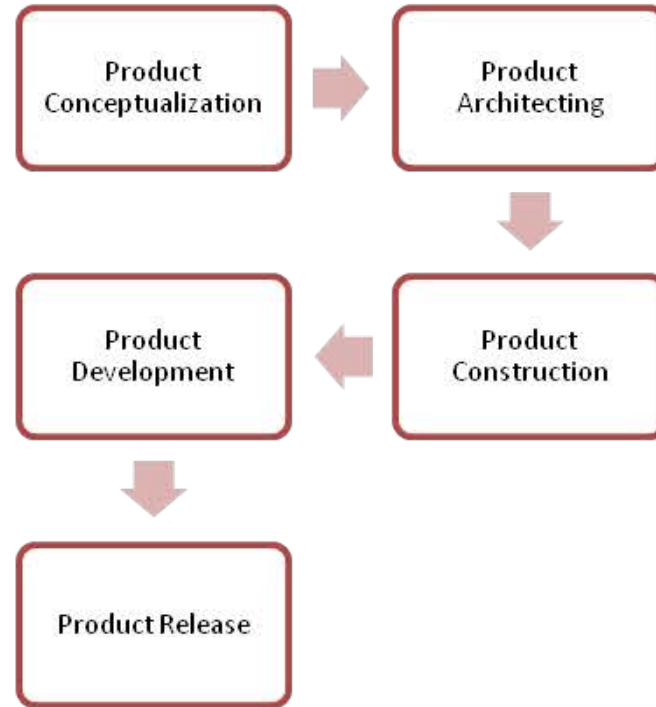 Product
Conceptualization
Product
Architecting
Product
Construction
Product
Development
Product Release